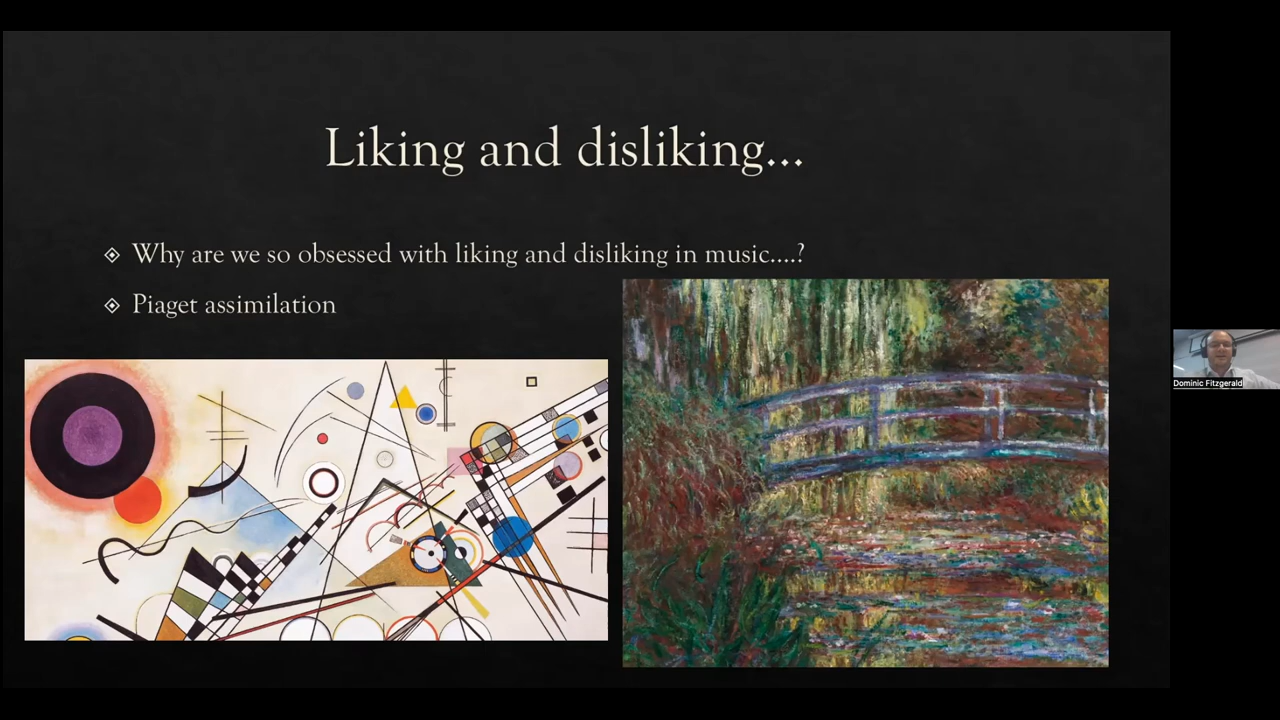 Liking and disliking...
Why are we so obsessed with liking and disliking in music....?
Piaget assimilation
Dominic Fitzgerald